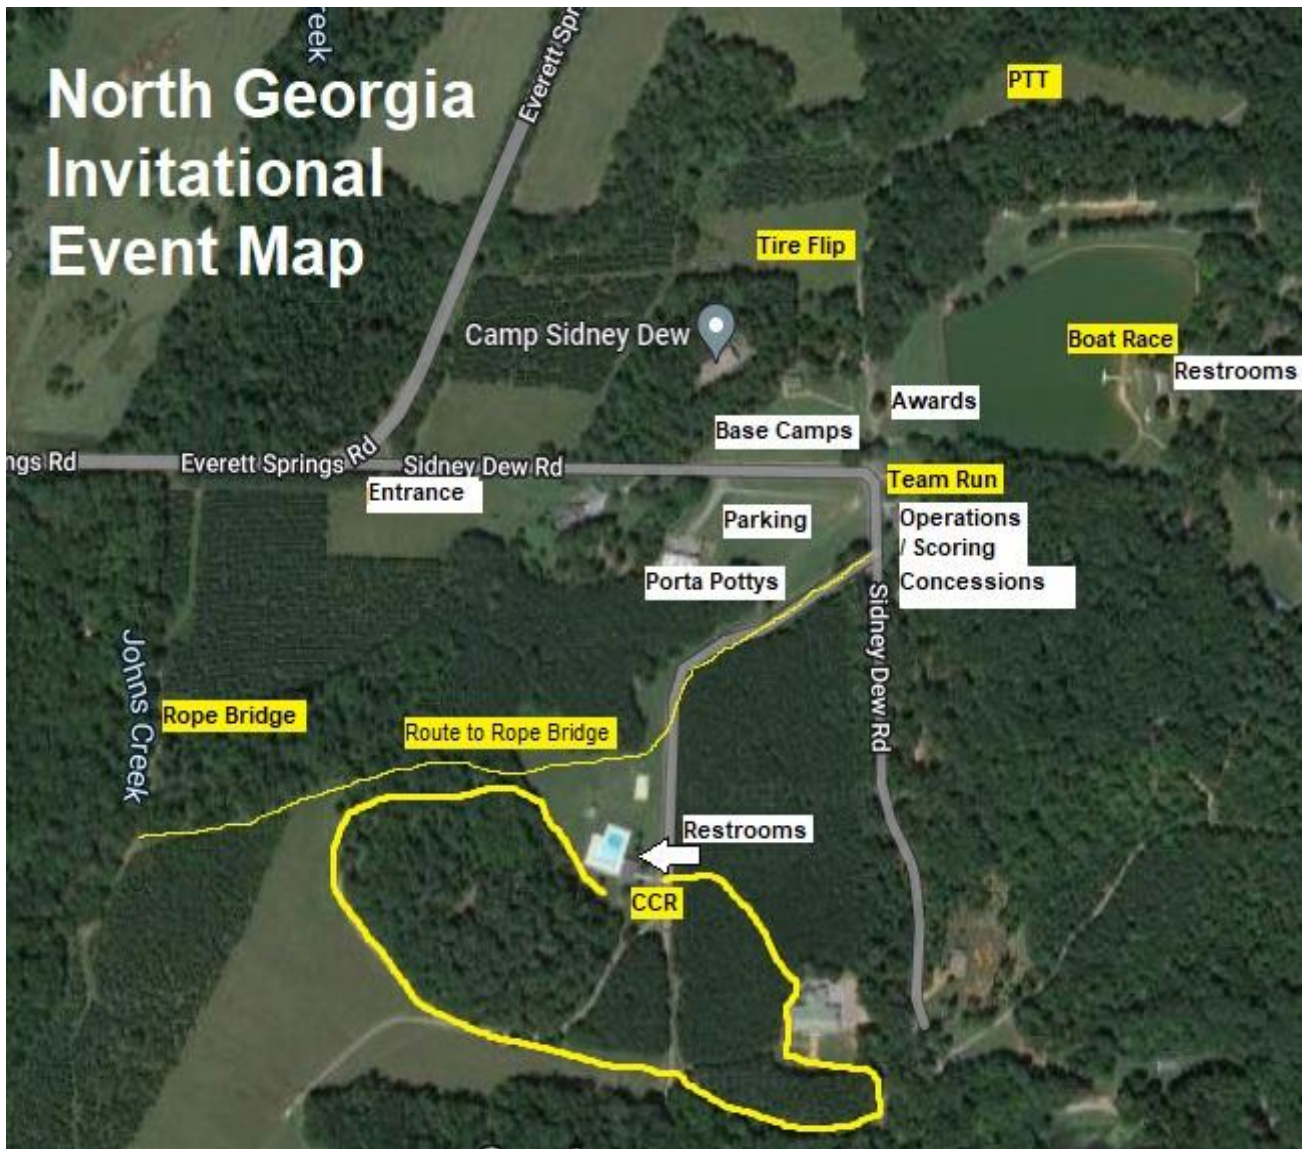 North Georgia
Invitational
Event Map
reek
Everett Spr
PTT
Tire Flip
Camp Sidney Dew
Boat Race
Restrooms
Awards
Base Camps
ngs Rd
Everett Springs Rd
Sidney Dew Rd
Entrance
Team Run
Parking
Operations
/ Scoring
Porta Pottys
Concessions
Sidney Dew Rd
Johns Creek
Rope Bridge
Route to Rope Bridge
Restrooms
CCR